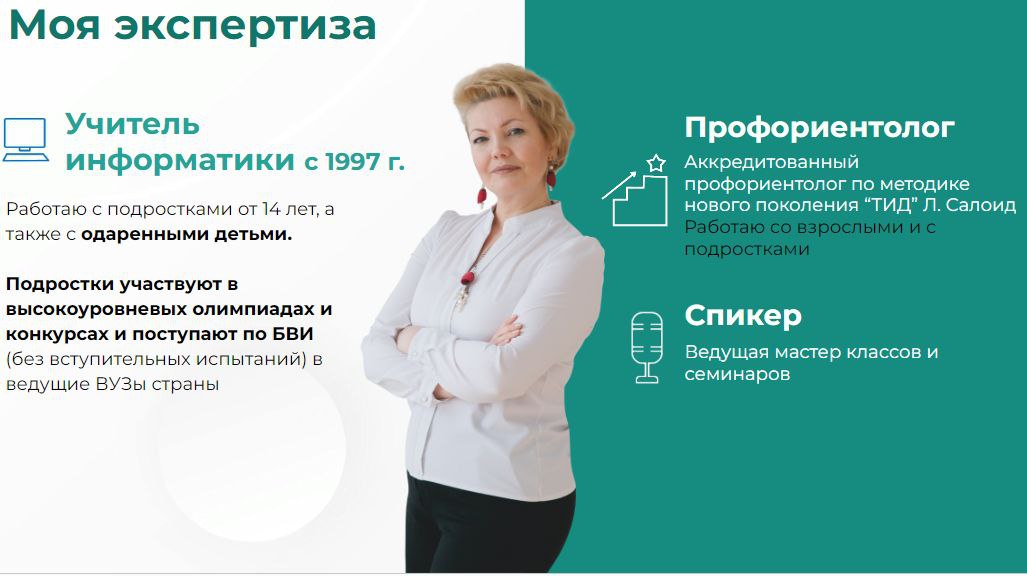 Моя экспертиза
Учитель
информатики с 1997 г.
Работаю с подростками от 14 лет, а
также с одаренными детьми.
Подростки участвуют в
высокоуровневых олимпиадах и
конкурсах и поступают по БВИ
(без вступительных испытаний) в
ведущие ВУЗы страны
Профориентолог
Аккредитованный
профориентолог по методике
нового поколения “ТИД” Л. Салоид
Работаю со взрослыми и с
подростками
Спикер
Ведущая мастер классов и
семинаров